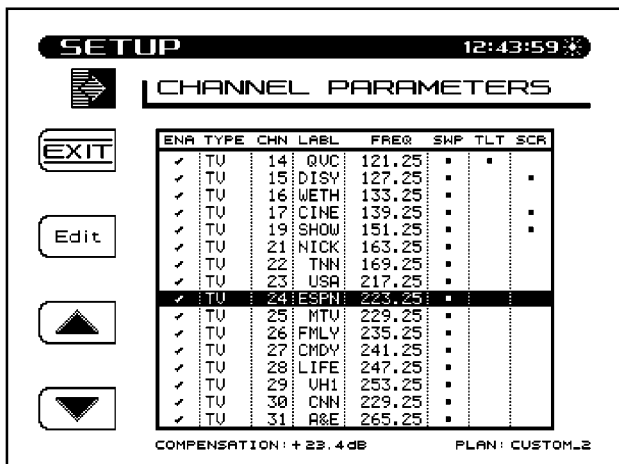 SETUP 12:43:59
CHANNEL PARAMETERS
EXIT
Edit
ENA TYPE CHN LABL FREQ SWP TLT SCR
✓ TV 14 QVC 121.25 ▪ ▪
✓ TV 15 DISY 127.25 ▪ ▪
✓ TV 16 WETH 133.25 ▪
✓ TV 17 CINE 139.25 ▪ ▪
✓ TV 19 SHOW 151.25 ▪ ▪
✓ TV 21 NICK 163.25 ▪
✓ TV 22 TNN 169.25 ▪
✓ TV 23 USA 217.25 ▪
✓ TV 24 ESPN 223.25 ▪
✓ TV 25 MTV 229.25 ▪
✓ TV 26 FMLY 235.25 ▪
✓ TV 27 CMDY 241.25 ▪
✓ TV 28 LIFE 247.25 ▪
✓ TV 29 VH1 253.25 ▪
✓ TV 30 CNN 229.25 ▪
✓ TV 31 A&E 265.25 ▪
COMPENSATION:+23.4dB PLAN: CUSTOM_2